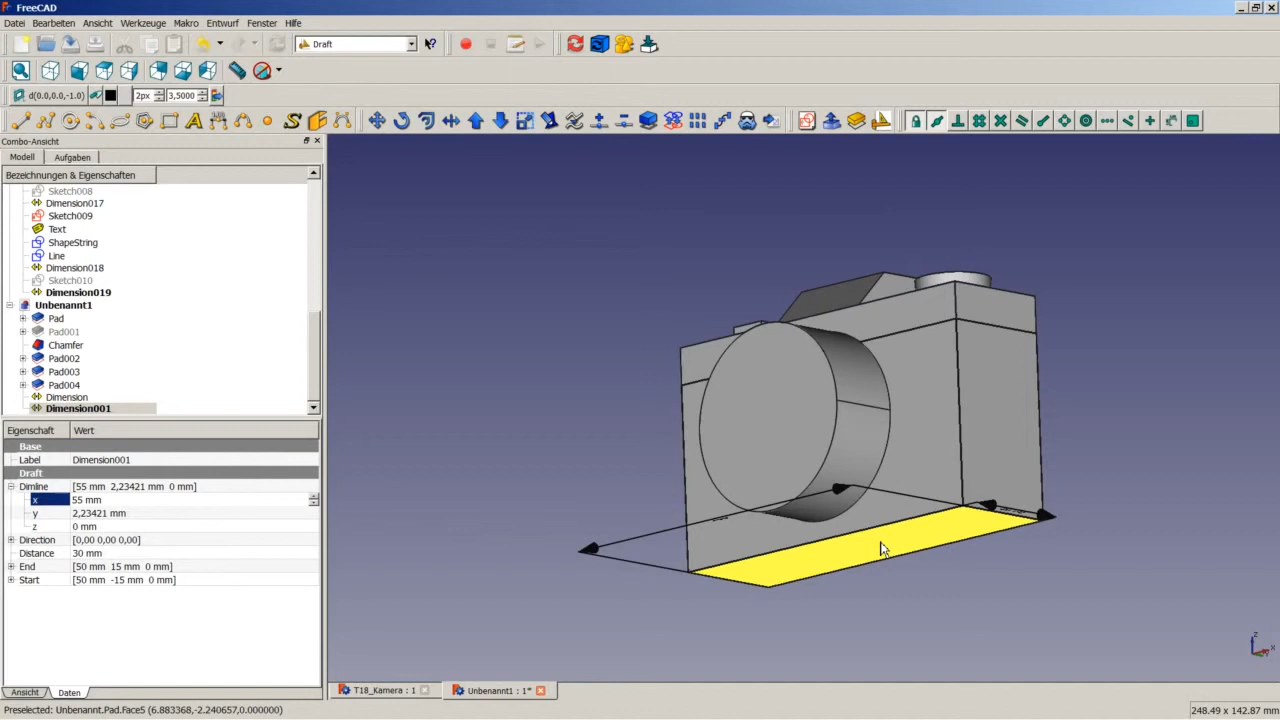 FreeCAD
Datei Bearbeiten Ansicht Werkzeuge Makro Entwurf Fenster Hilfe
Draft
d(0.0,0.0,-1.0) 2px 3,5000
Combo-Ansicht
Modell Aufgaben
Bezeichnungen & Eigenschaften
Sketch008
Dimension017
Sketch009
Text
ShapeString
Line
Dimension018
Sketch010
Dimension019
Unbenannt1
Pad
Pad001
Chamfer
Pad002
Pad003
Pad004
Dimension
Dimension001
Eigenschaft Wert
Base
Label Dimension001
Draft
Dimline [55 mm 2,23421 mm 0 mm]
x 55 mm
y 2,23421 mm
z 0 mm
Direction [0,00 0,00 0,00]
Distance 30 mm
End [50 mm 15 mm 0 mm]
Start [50 mm -15 mm 0 mm]
Ansicht Daten
T18_Kamera : 1 Unbenannt1 : 1*
Preselected: Unbenannt.Pad.Face5 (6.883368,-2.240657,0.000000)
248.49 x 142.87 mm